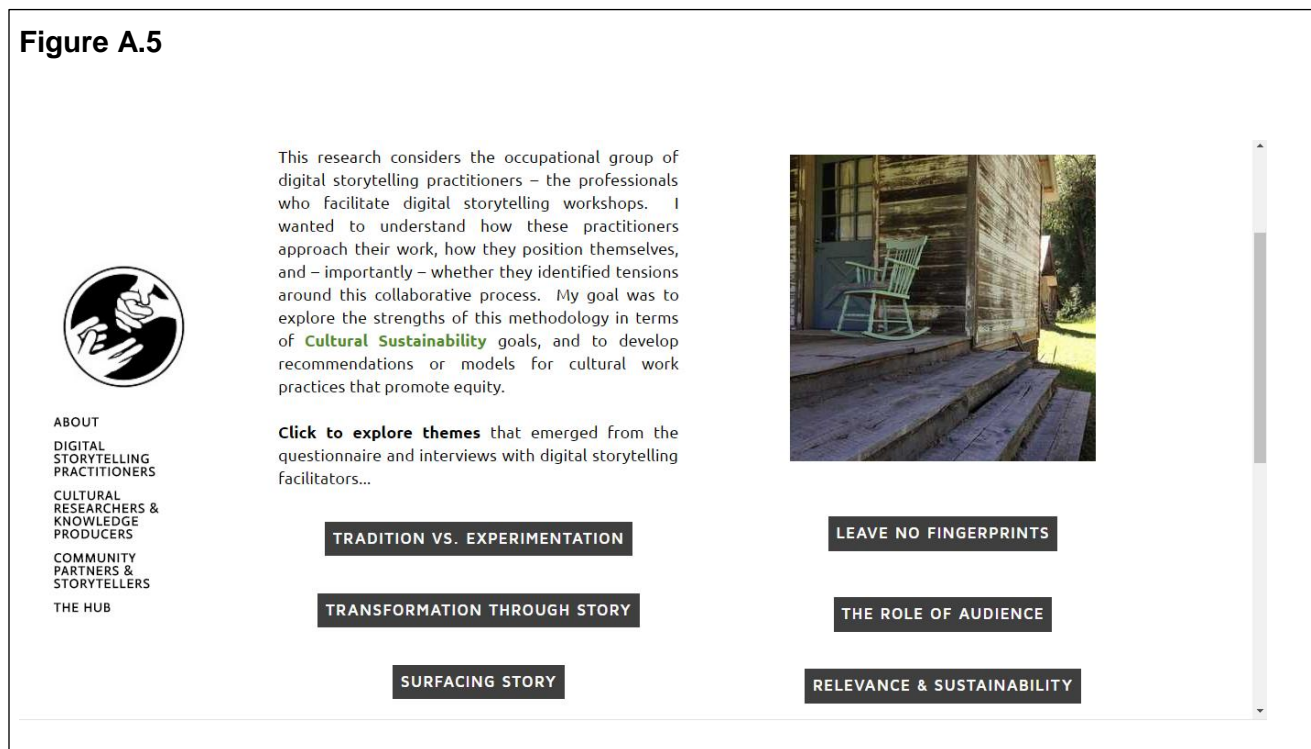 Figure A.5
This research considers the occupational group of
digital storytelling practitioners – the professionals
who facilitate digital storytelling workshops. I
wanted to understand how these practitioners
approach their work, how they position themselves,
and – importantly – whether they identified tensions
around this collaborative process. My goal was to
explore the strengths of this methodology in terms
of Cultural Sustainability goals, and to develop
recommendations or models for cultural work
practices that promote equity.
Click to explore themes that emerged from the
questionnaire and interviews with digital storytelling
facilitators...
ABOUT
DIGITAL
STORYTELLING
PRACTITIONERS
CULTURAL
RESEARCHERS &
KNOWLEDGE
PRODUCERS
COMMUNITY
PARTNERS &
STORYTELLERS
THE HUB
TRADITION VS. EXPERIMENTATION
TRANSFORMATION THROUGH STORY
SURFACING STORY
LEAVE NO FINGERPRINTS
THE ROLE OF AUDIENCE
RELEVANCE & SUSTAINABILITY